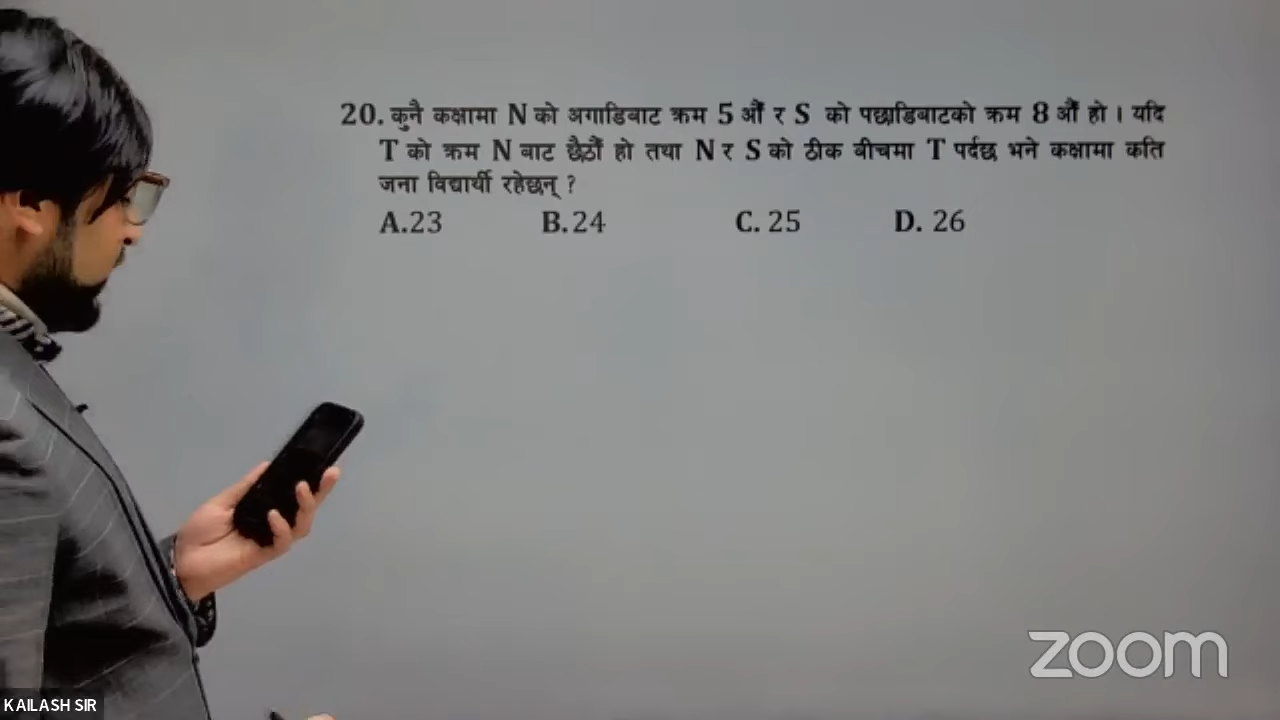 20. कुनै कक्षामा N को अगाडिबाट क्रम 5 औं र S को पछाडिबाटको क्रम 8 औं हो । यदि
T को क्रम N बाट छैठौं हो तथा N र S को ठीक बीचमा T पर्दछ भने कक्षामा कति
जना विद्यार्थी रहेछन् ?
A.23 B.24 C. 25 D. 26
zoom
KAILASH SIR